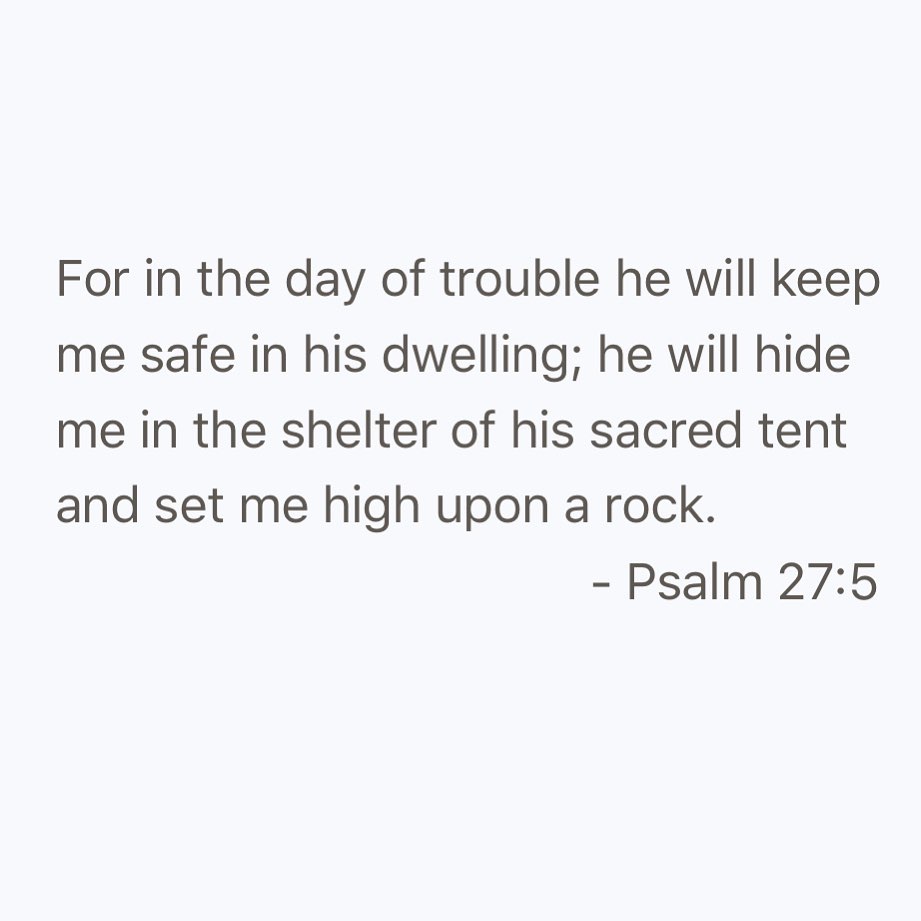 For in the day of trouble he will keep
me safe in his dwelling; he will hide
me in the shelter of his sacred tent
and set me high upon a rock.
- Psalm 27:5